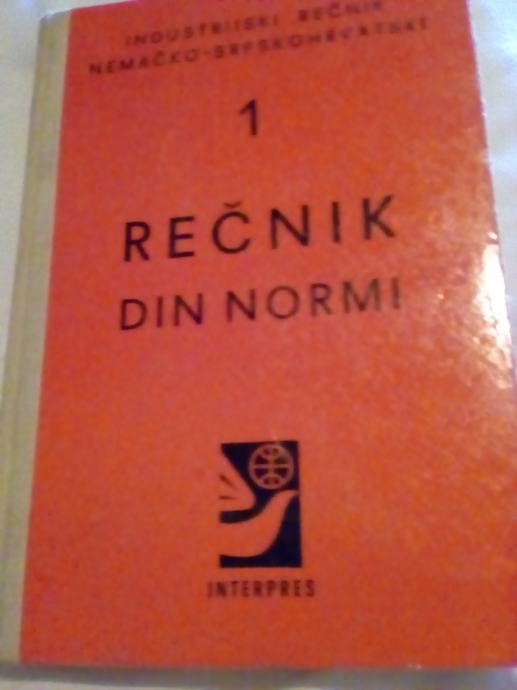 INDUSTRIJSKI REČNIK
NEMAČKO-SRPSKOHRVATSKI
1
REČNIK
DIN NORMI
INTERPRES